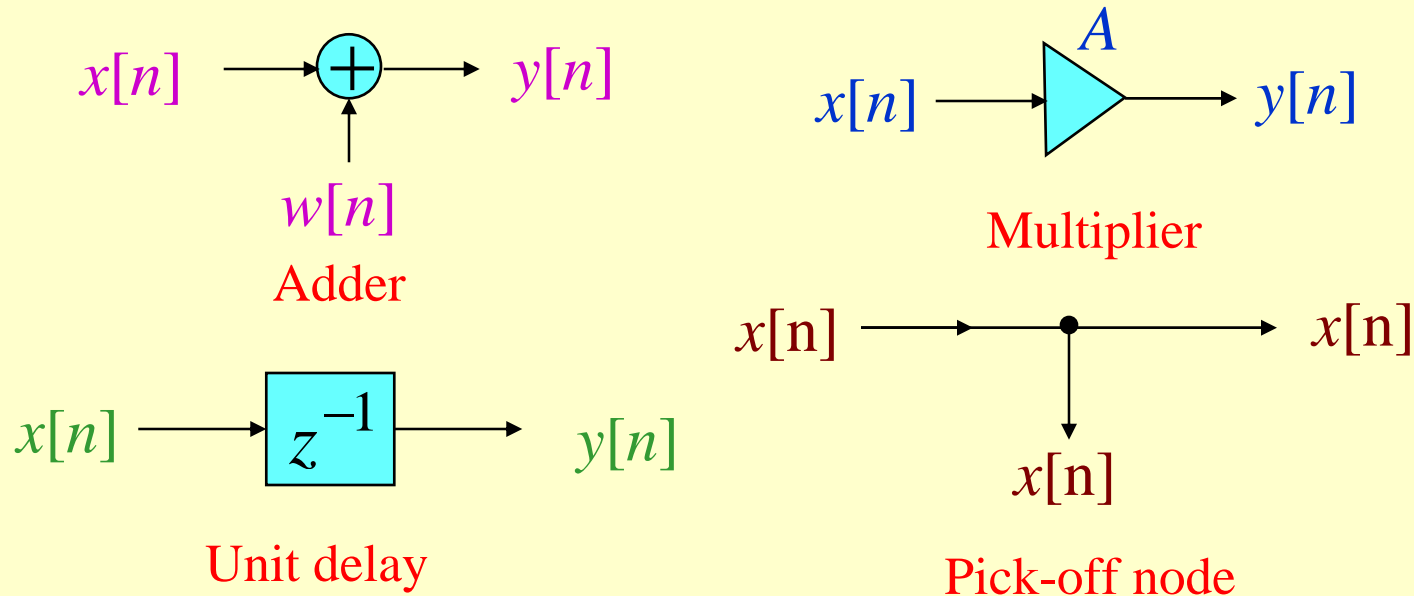 x[n] + y[n]
w[n]
Adder
A
x[n] y[n]
Multiplier
x[n] z⁻¹ y[n]
Unit delay
x[n] x[n]
x[n]
Pick-off node